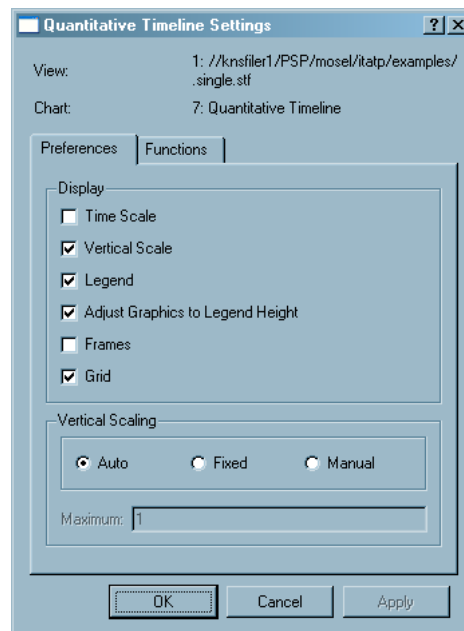 Quantitative Timeline Settings
View: 1: //knsfiler1/PSP/mosel/itatp/examples/
.single.stf
Chart: 7: Quantitative Timeline
Preferences Functions
Display
Time Scale
Vertical Scale
Legend
Adjust Graphics to Legend Height
Frames
Grid
Vertical Scaling
Auto Fixed Manual
Maximum: 1
OK Cancel Apply